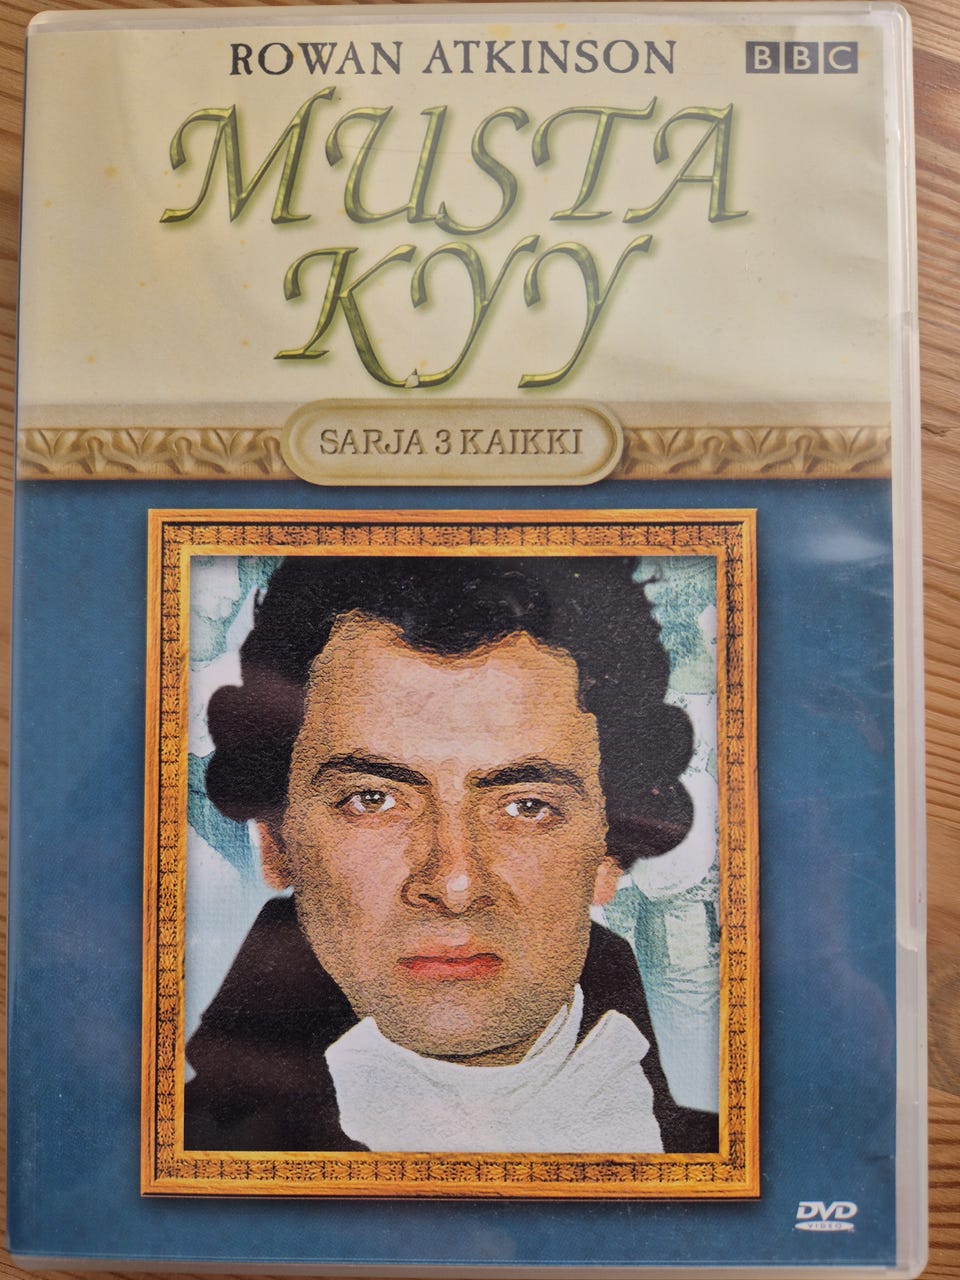 ROWAN ATKINSON
BBC
MUSTA
KYY
SARJA 3 KAIKKI
DVD
VIDEO